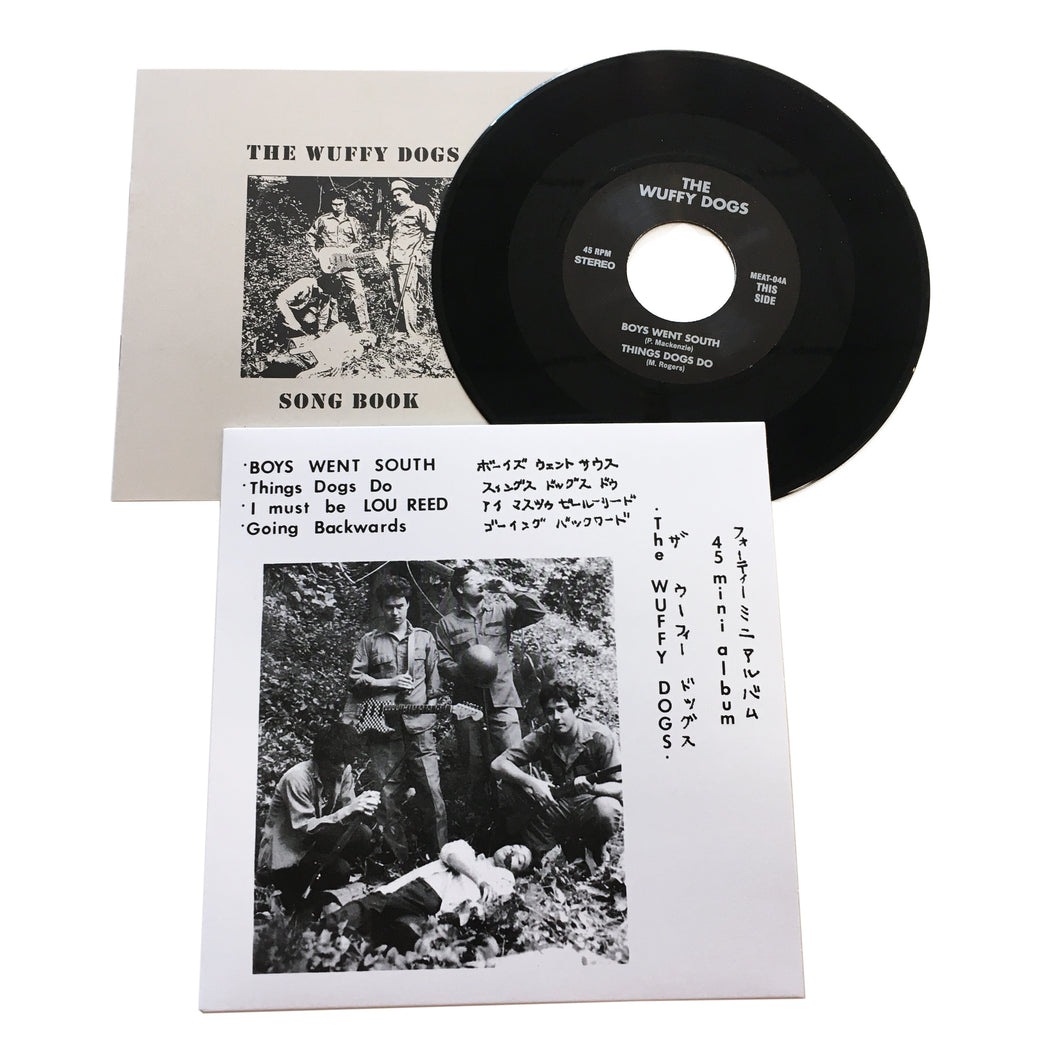 THE WUFFY DOGS
SONG BOOK
THE
WUFFY DOGS
45 RPM
STEREO
MEAT-04A
THIS
SIDE
BOYS WENT SOUTH
(P. Mackenzie)
THINGS DOGS DO
(M. Rogers)
·BOYS WENT SOUTH
·Things Dogs Do
·I must be LOU REED
·Going Backwards
ボーイズ ウェント サウス
スィングス ドッグス ドゥ
アイ マスツゥ ビー ルーリード
ゴーイング バックワード
フォーティー ミニ アルバム
45 mini album
ザ ウーフィー ドッグス
·The WUFFY DOGS·